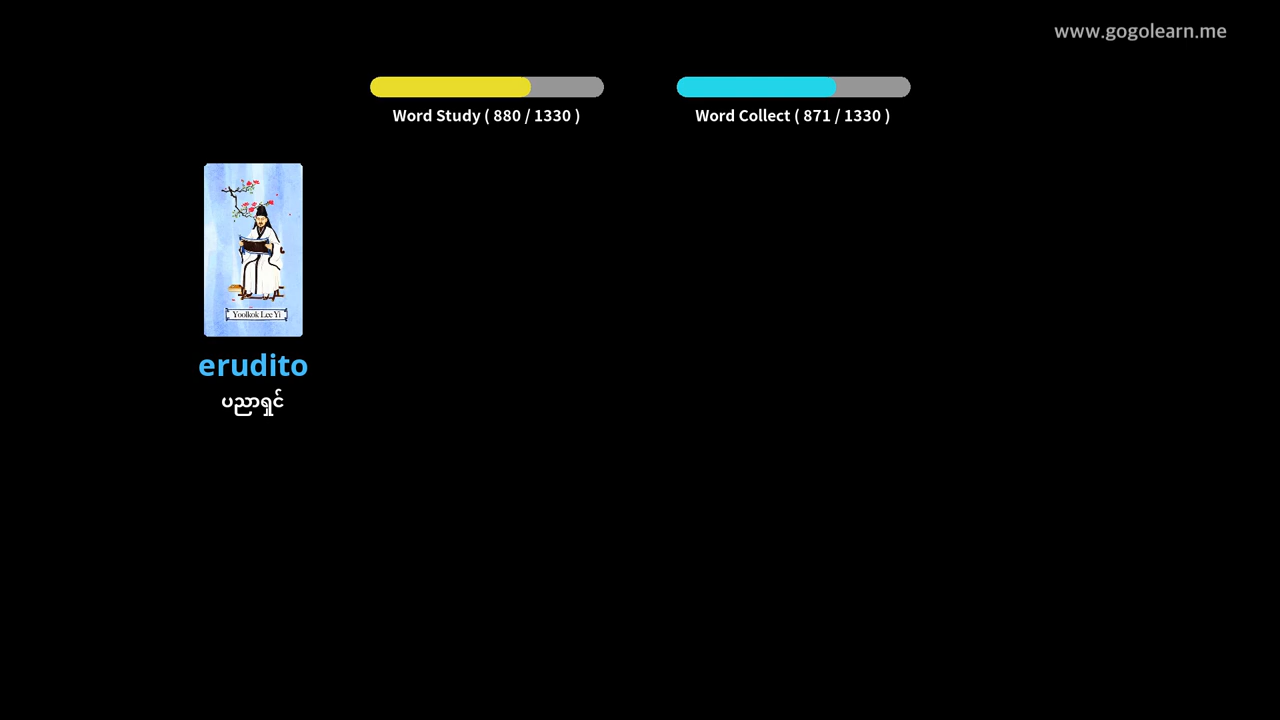 www.gogolearn.me
Word Study ( 880 / 1330 )
Word Collect ( 871 / 1330 )
Yoolkok Lee Yi
erudito
ပညာရှင်